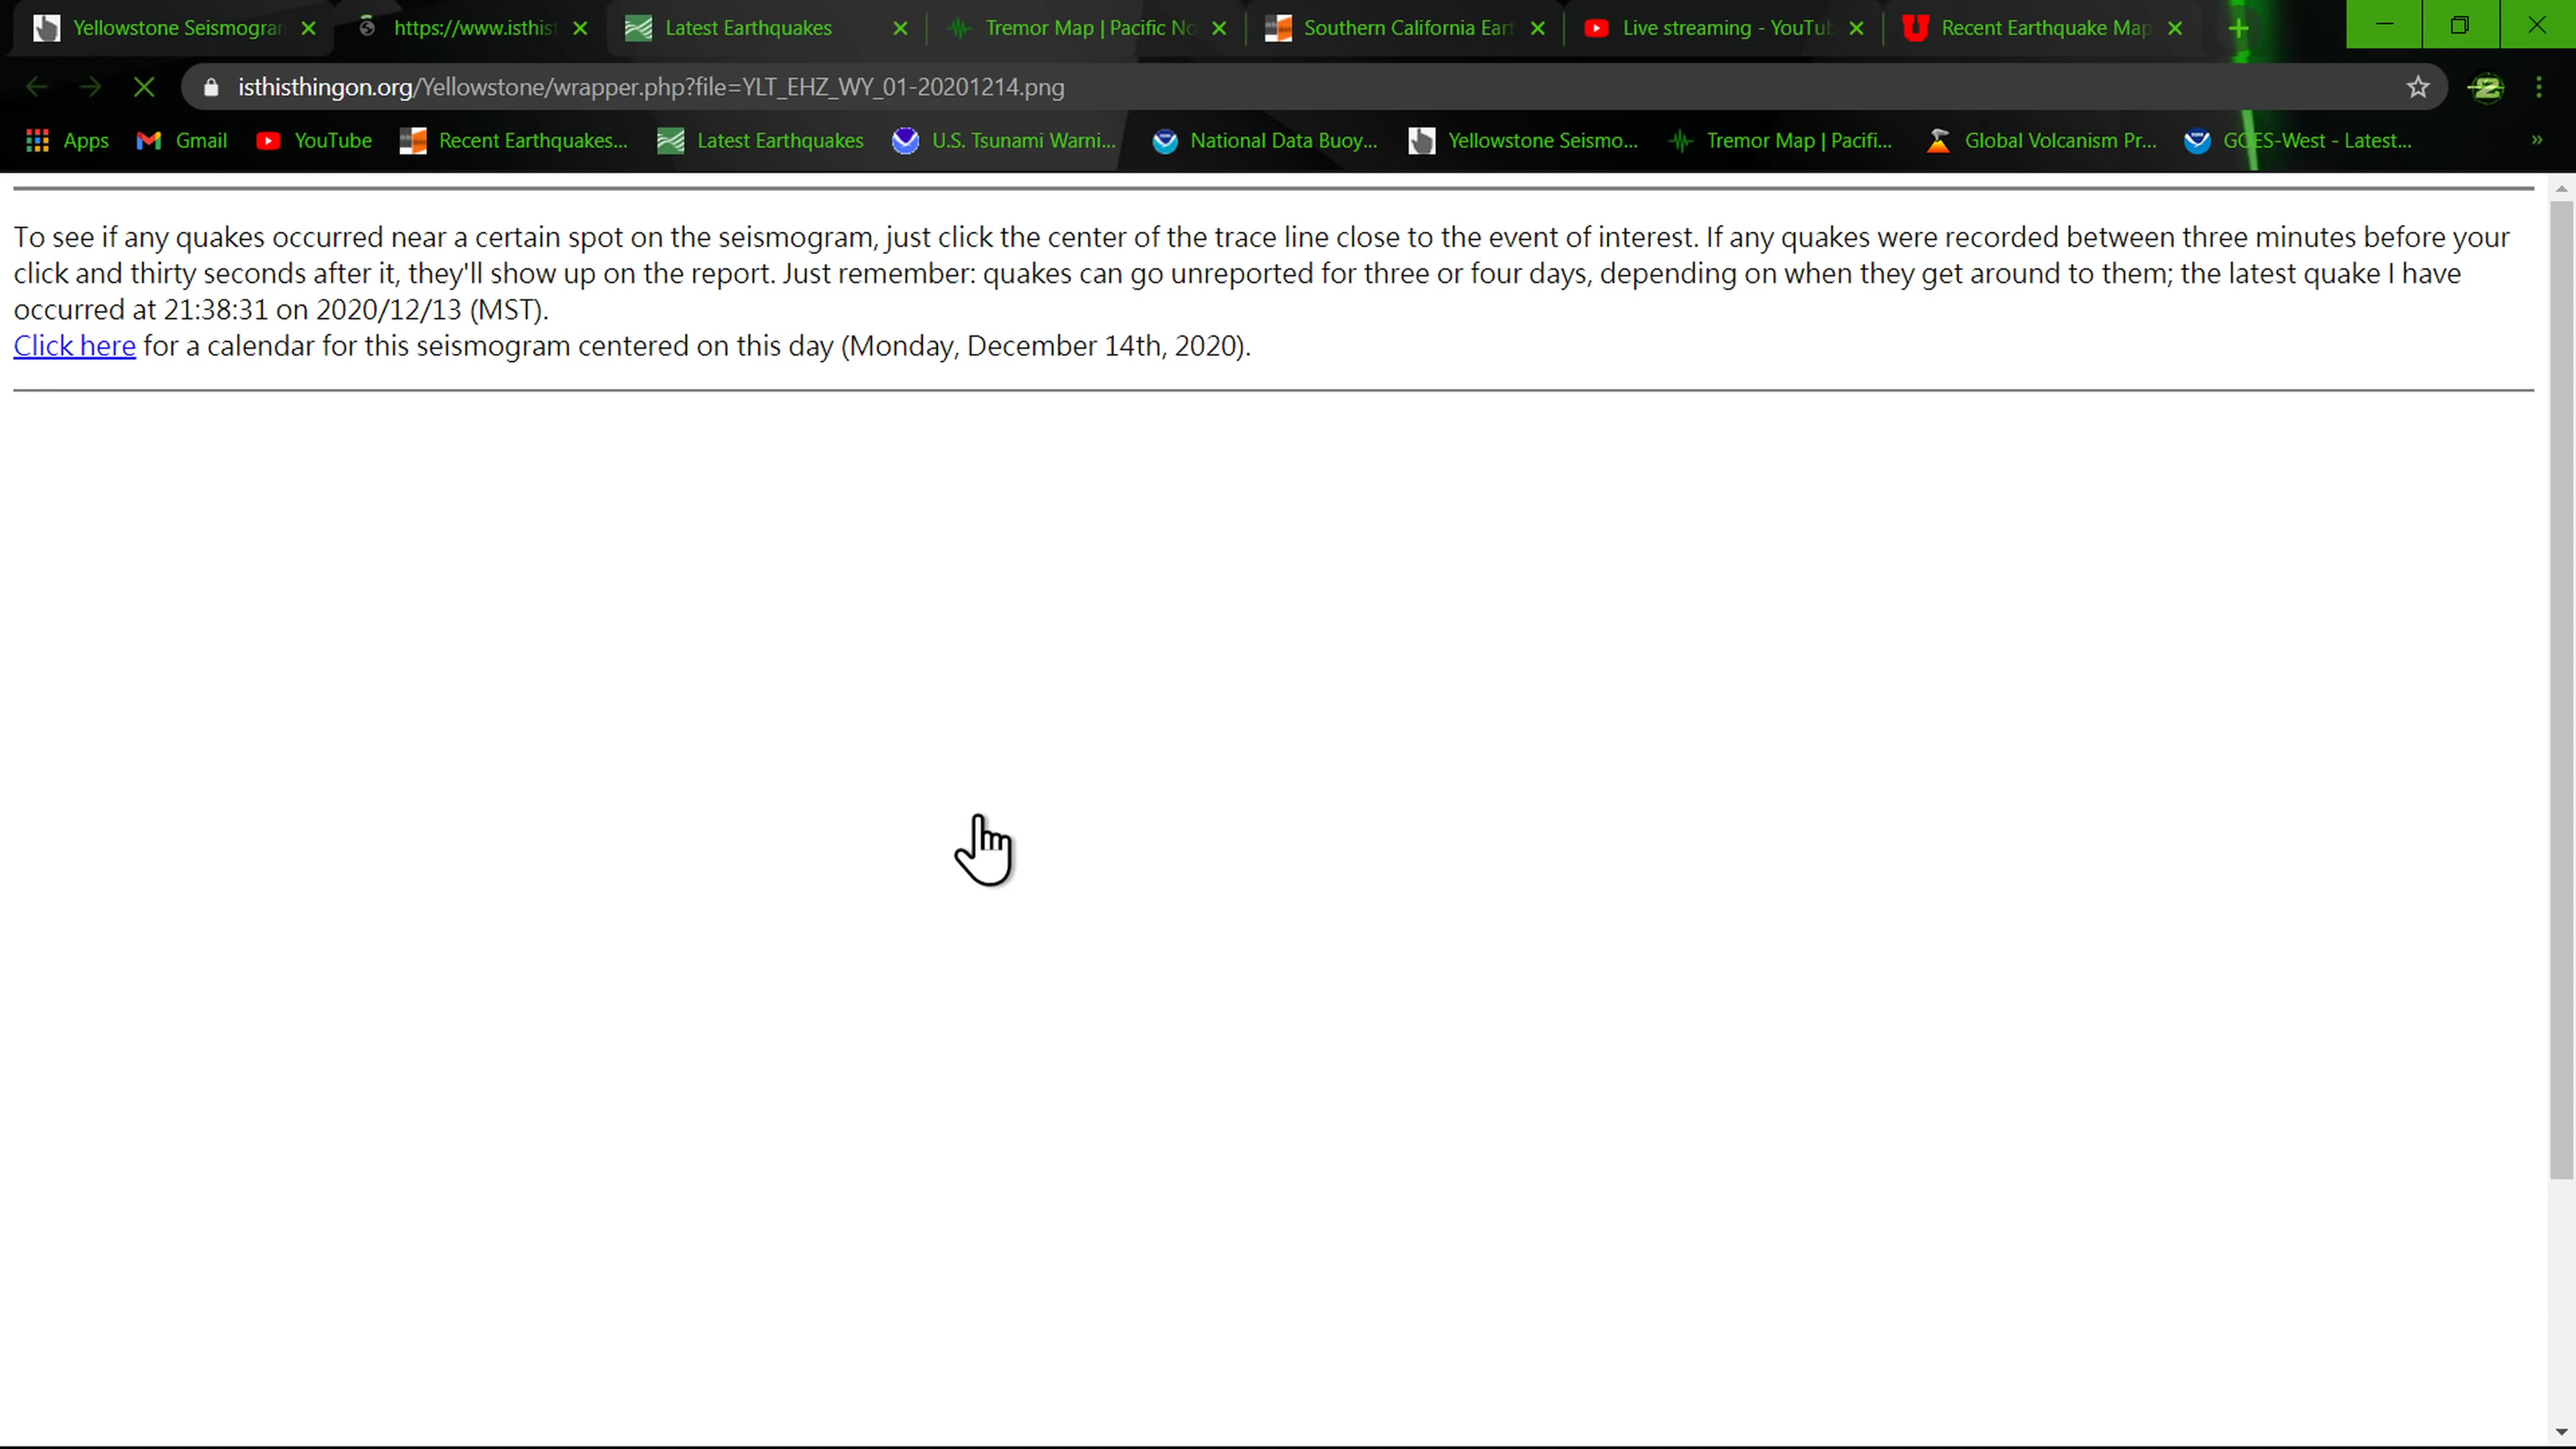 Yellowstone Seismogran
https://www.isthis
Latest Earthquakes
Tremor Map | Pacific No
Southern California Eart
Live streaming - YouTub
Recent Earthquake Map
isthisthingon.org/Yellowstone/wrapper.php?file=YLT_EHZ_WY_01-20201214.png
Apps
Gmail
YouTube
Recent Earthquakes...
Latest Earthquakes
U.S. Tsunami Warni...
National Data Buoy...
Yellowstone Seismo...
Tremor Map | Pacifi...
Global Volcanism Pr...
GOES-West - Latest...
To see if any quakes occurred near a certain spot on the seismogram, just click the center of the trace line close to the event of interest. If any quakes were recorded between three minutes before your
click and thirty seconds after it, they'll show up on the report. Just remember: quakes can go unreported for three or four days, depending on when they get around to them; the latest quake I have
occurred at 21:38:31 on 2020/12/13 (MST).
Click here for a calendar for this seismogram centered on this day (Monday, December 14th, 2020).